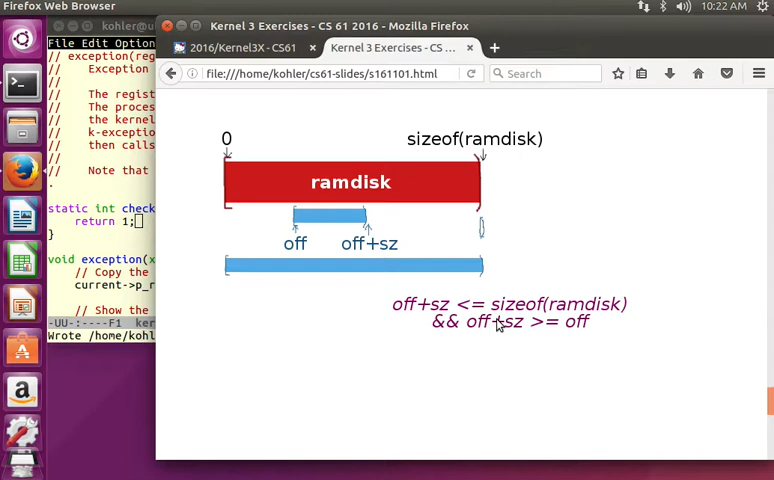 Firefox Web Browser
10:22 AM
kohler@u
Kernel 3 Exercises - CS 61 2016 - Mozilla Firefox
File Edit Option
2016/Kernel3X - CS61
Kernel 3 Exercises - CS ...
file:///home/kohler/cs61-slides/s161101.html
Search
// exception(reg
// Exception
// The regist
// The proces
// the kernel
// k-exceptio
// then calls
//
// Note that
.
static int check
return 1;
}
void exception(x
// Copy the
current->p_r
// Show the
-UU-:----F1 ker
Wrote /home/kohl
0
sizeof(ramdisk)
ramdisk
off
off+sz
off+sz <= sizeof(ramdisk)
&& off+sz >= off